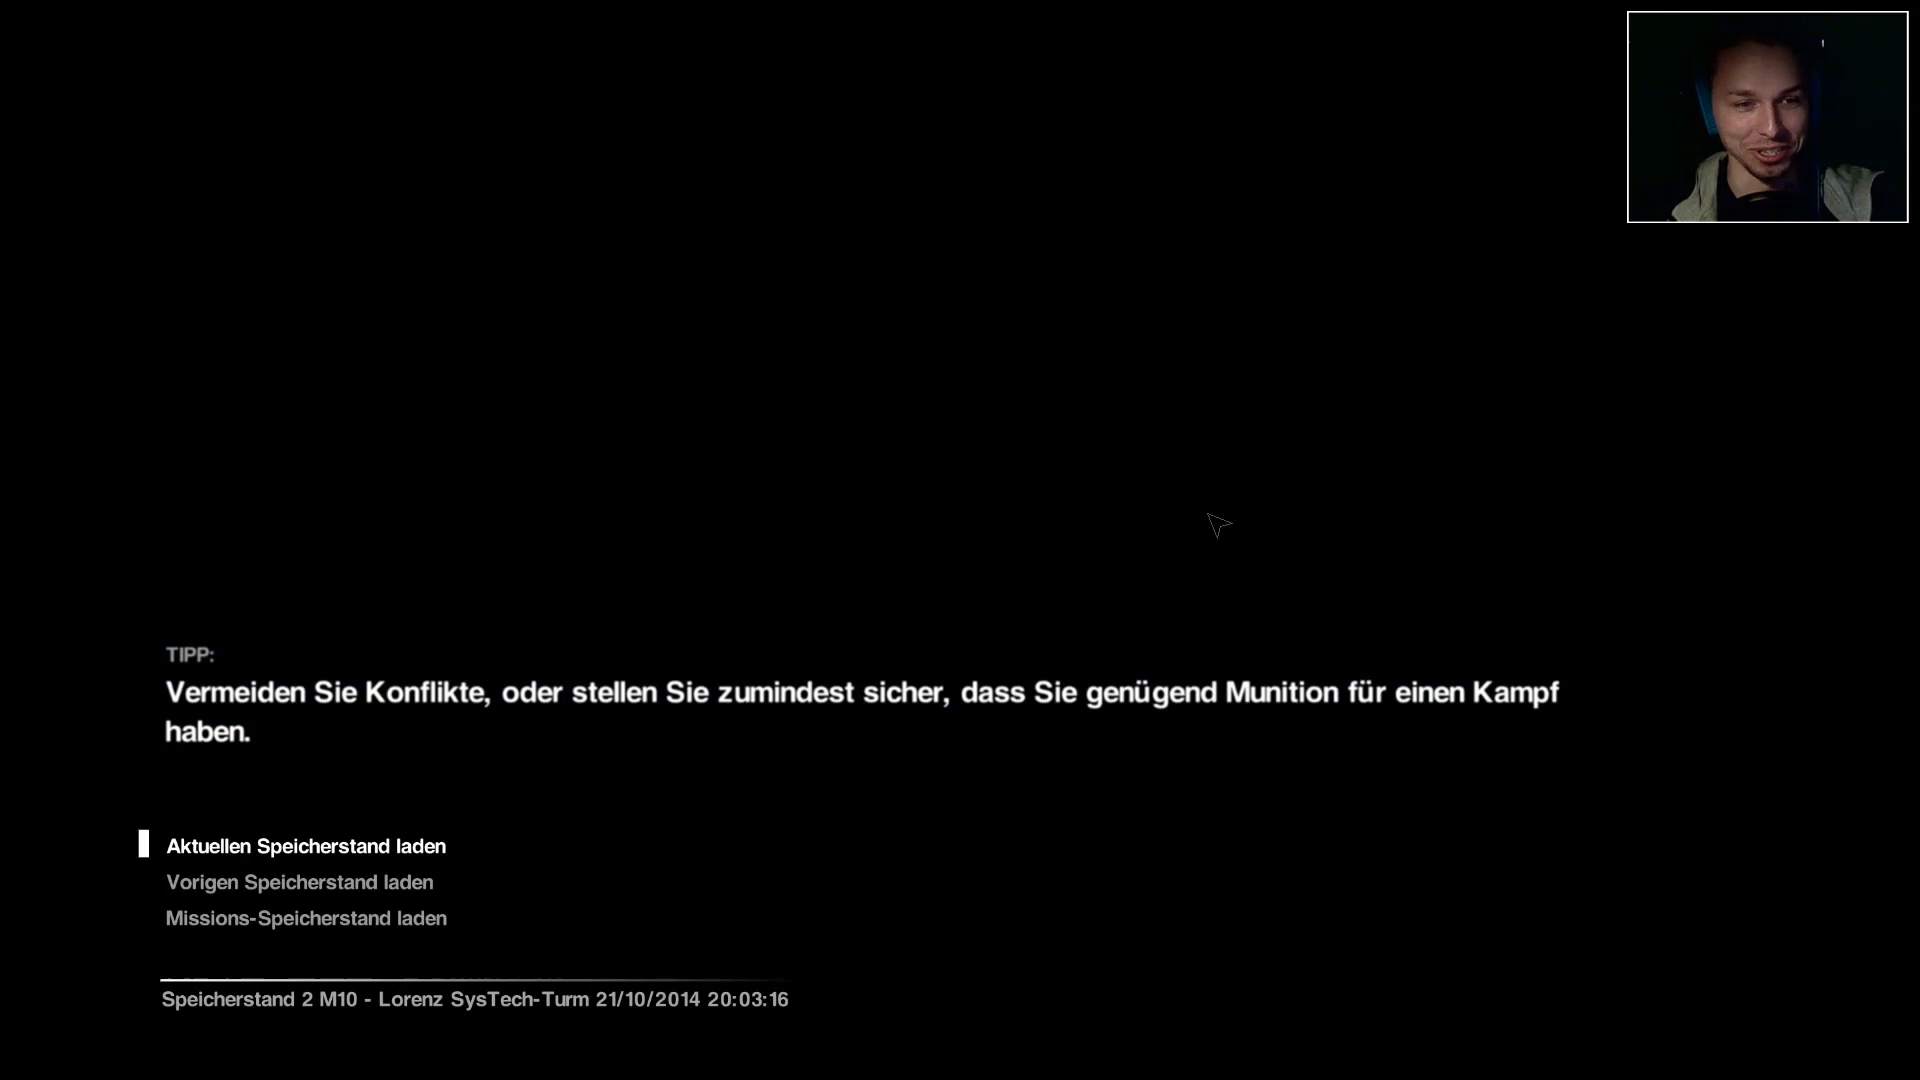 TIPP:
Vermeiden Sie Konflikte, oder stellen Sie zumindest sicher, dass Sie genügend Munition für einen Kampf
haben.
Aktuellen Speicherstand laden
Vorigen Speicherstand laden
Missions-Speicherstand laden
Speicherstand 2 M10 - Lorenz SysTech-Turm 21/10/2014 20:03:16